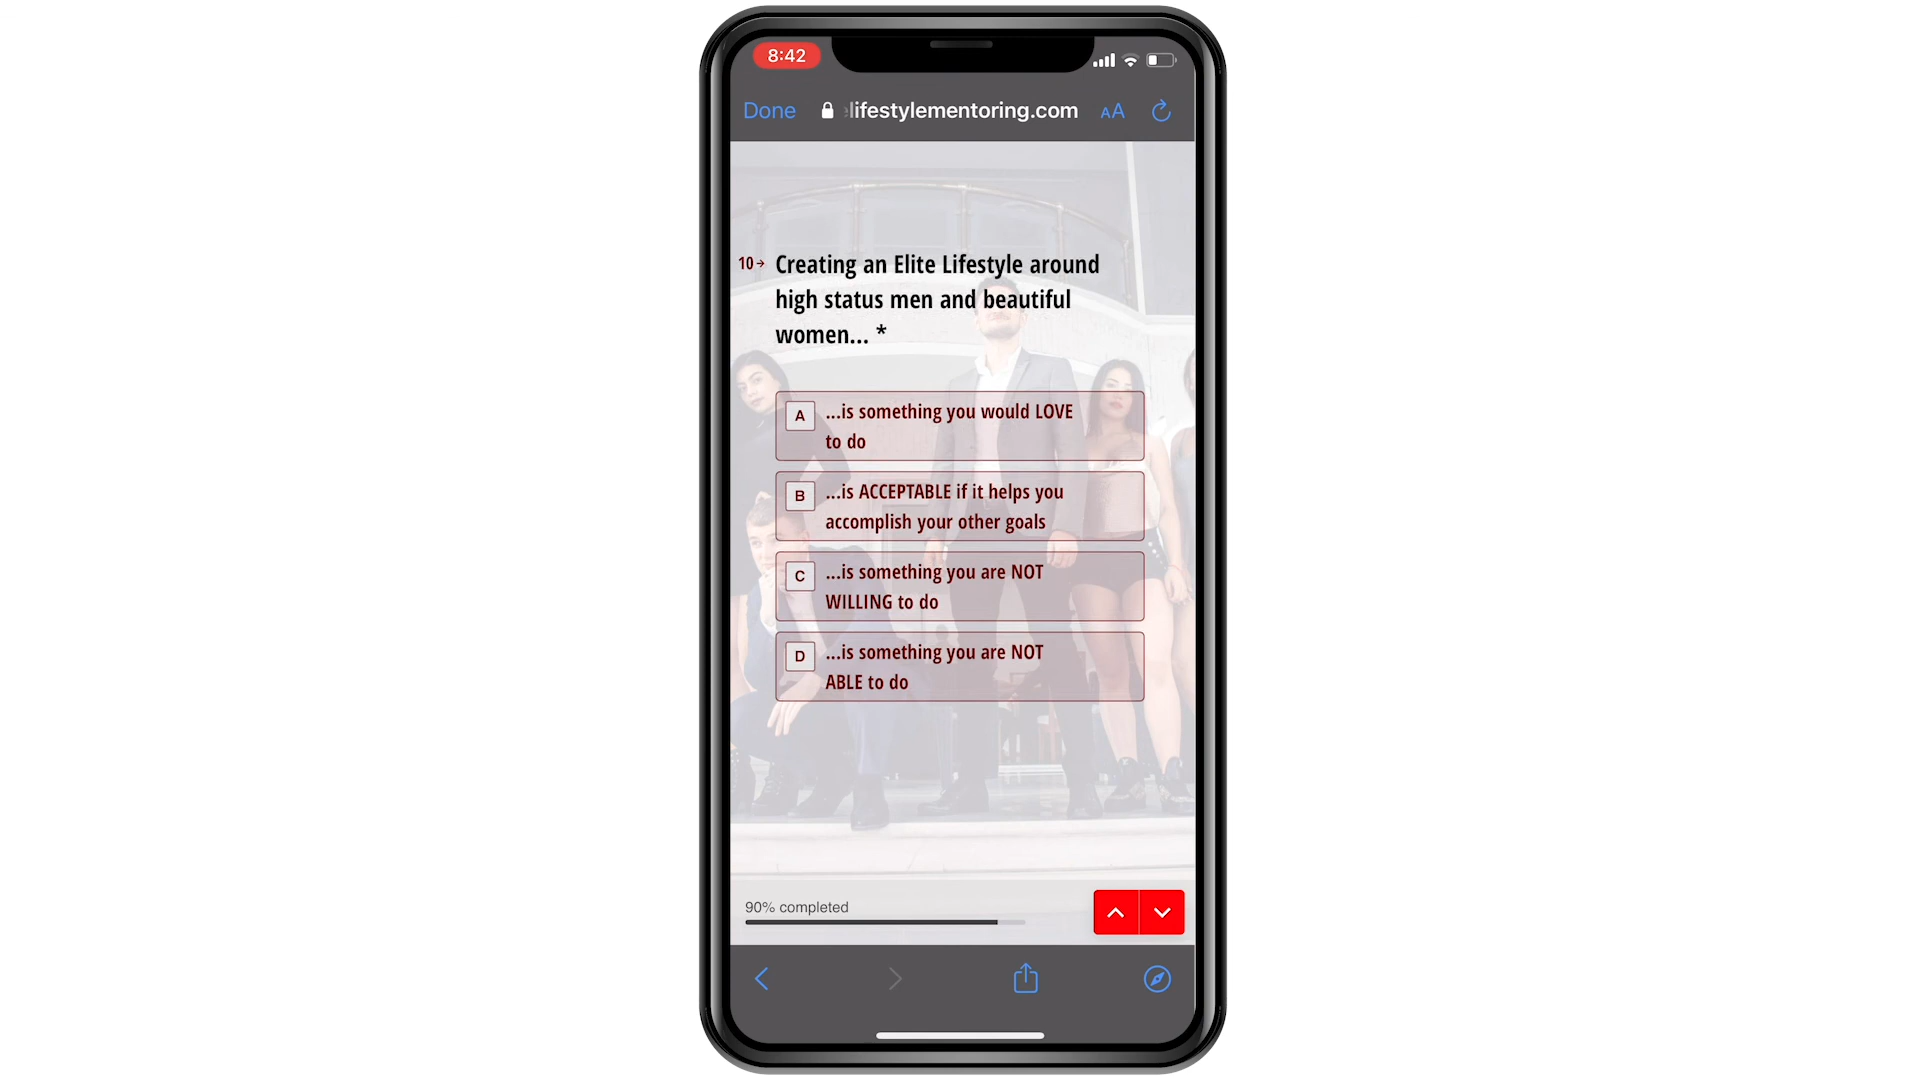 8:42
Done
lifestylementoring.com
AA
10
Creating an Elite Lifestyle around
high status men and beautiful
women... *
A
...is something you would LOVE
to do
B
...is ACCEPTABLE if it helps you
accomplish your other goals
C
...is something you are NOT
WILLING to do
D
...is something you are NOT
ABLE to do
90% completed